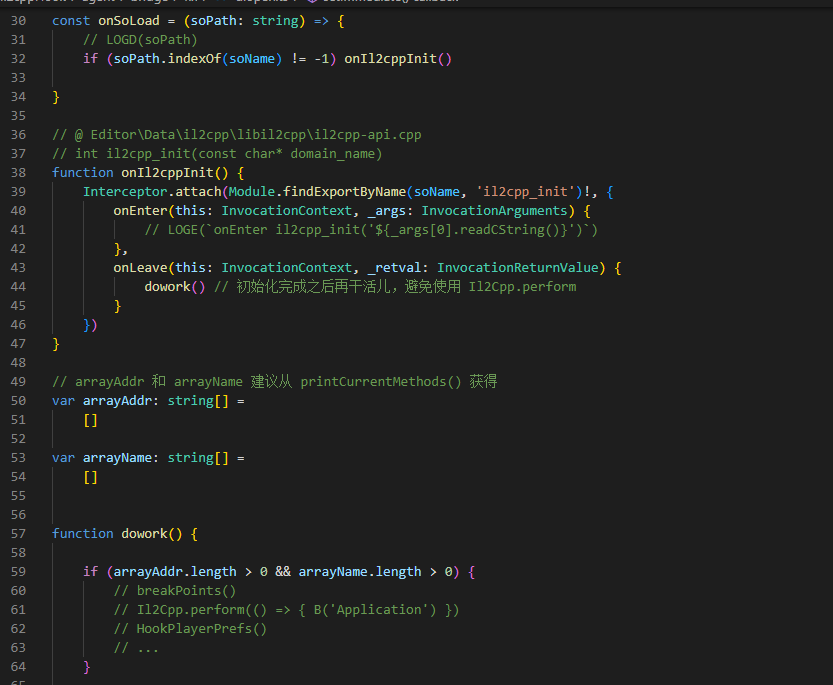 30 const onSoLoad = (soPath: string) => {
31 // LOGD(soPath)
32 if (soPath.indexOf(soName) != -1) onIl2cppInit()
33
34 }
35
36 // @ Editor\Data\il2cpp\libil2cpp\il2cpp-api.cpp
37 // int il2cpp_init(const char* domain_name)
38 function onIl2cppInit() {
39 Interceptor.attach(Module.findExportByName(soName, 'il2cpp_init')!, {
40 onEnter(this: InvocationContext, _args: InvocationArguments) {
41 // LOGE(`onEnter il2cpp_init('${_args[0].readCString()}')`)
42 },
43 onLeave(this: InvocationContext, _retval: InvocationReturnValue) {
44 dowork() // 初始化完成之后再干活儿，避免使用 Il2Cpp.perform
45 }
46 })
47 }
48
49 // arrayAddr 和 arrayName 建议从 printCurrentMethods() 获得
50 var arrayAddr: string[] =
51 []
52
53 var arrayName: string[] =
54 []
55
56
57 function dowork() {
58
59 if (arrayAddr.length > 0 && arrayName.length > 0) {
60 // breakPoints()
61 // Il2Cpp.perform(() => { B('Application') })
62 // HookPlayerPrefs()
63 // ...
64 }